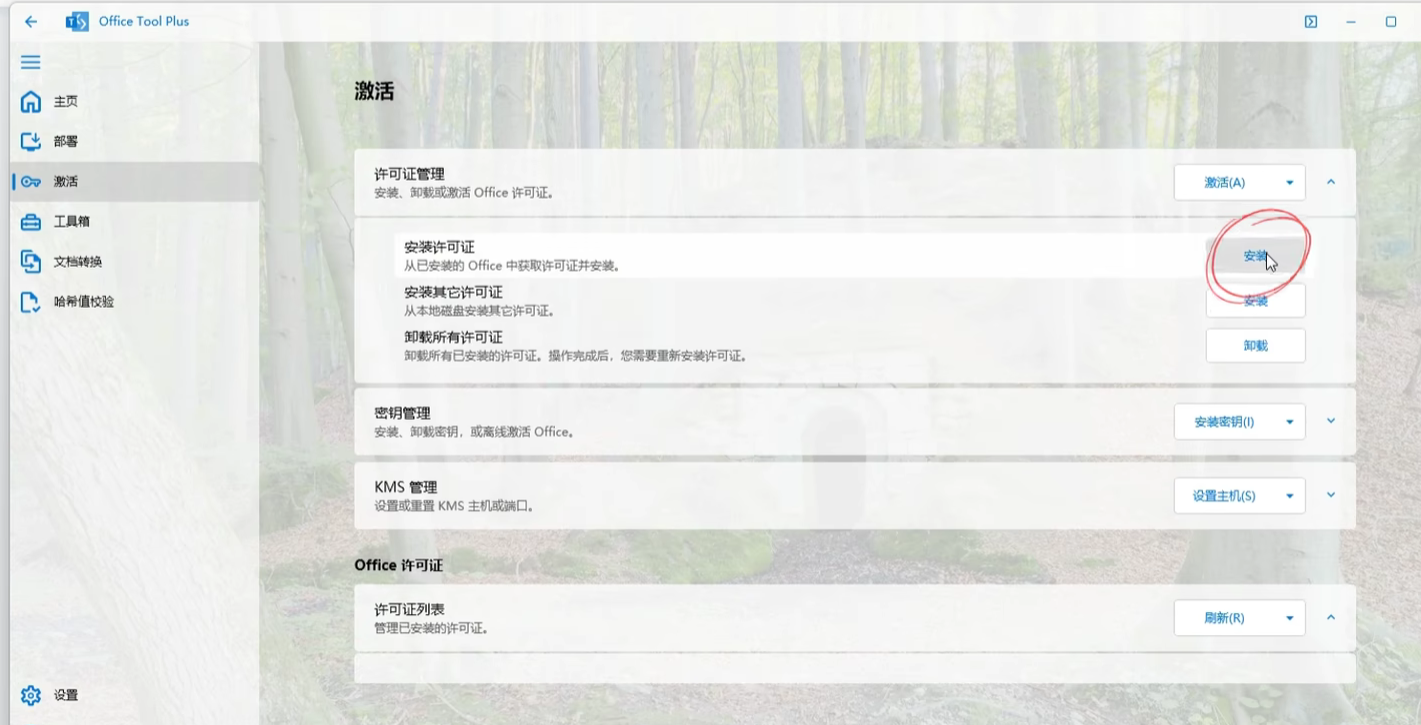 Office Tool Plus
主页
部署
激活
工具箱
文档转换
哈希值校验
设置
激活
许可证管理
安装、卸载或激活 Office 许可证。
激活(A)
安装许可证
从已安装的 Office 中获取许可证并安装。
安装
安装其它许可证
从本地磁盘安装其它许可证。
安装
卸载所有许可证
卸载所有已安装的许可证。操作完成后，您需要重新安装许可证。
卸载
密钥管理
安装、卸载密钥，或离线激活 Office。
安装密钥(I)
KMS 管理
设置或重置 KMS 主机或端口。
设置主机(S)
Office 许可证
许可证列表
管理已安装的许可证。
刷新(R)